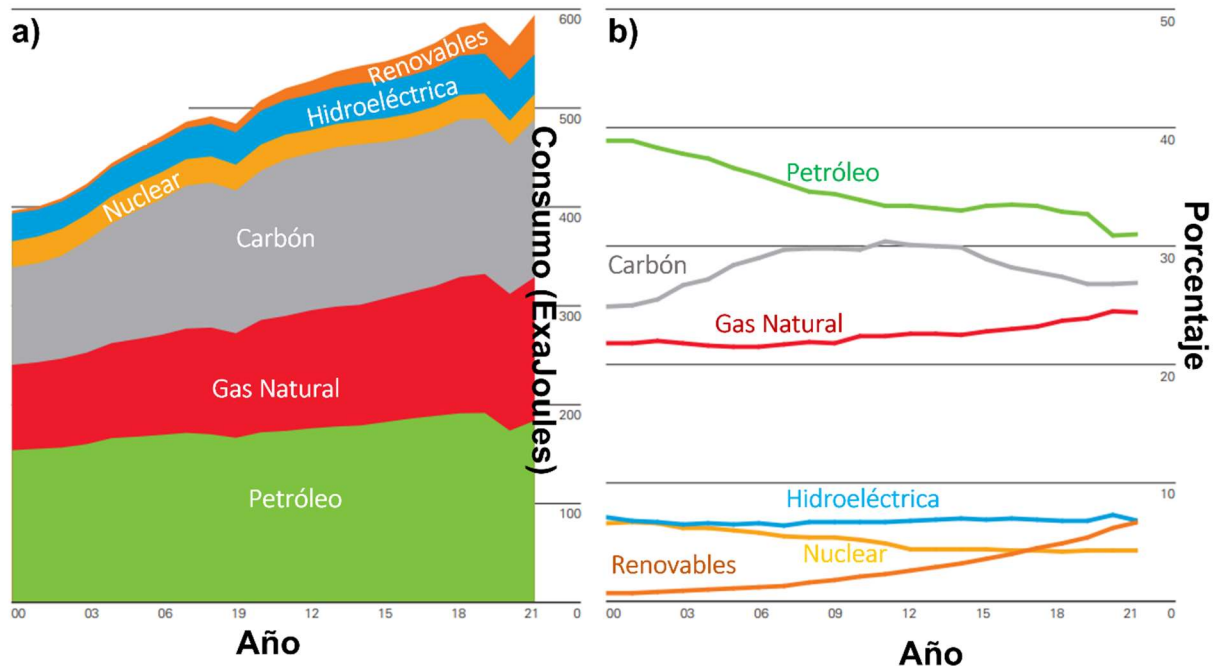 a)
600
500
400
300
200
100
0
Consumo (ExaJoules)
Renovables
Hidroeléctrica
Nuclear
Carbón
Gas Natural
Petróleo
00 03 06 19 12 15 18 21
Año
b)
50
40
30
20
10
0
Porcentaje
Petróleo
Carbón
Gas Natural
Hidroeléctrica
Nuclear
Renovables
00 03 06 09 12 15 18 21
Año